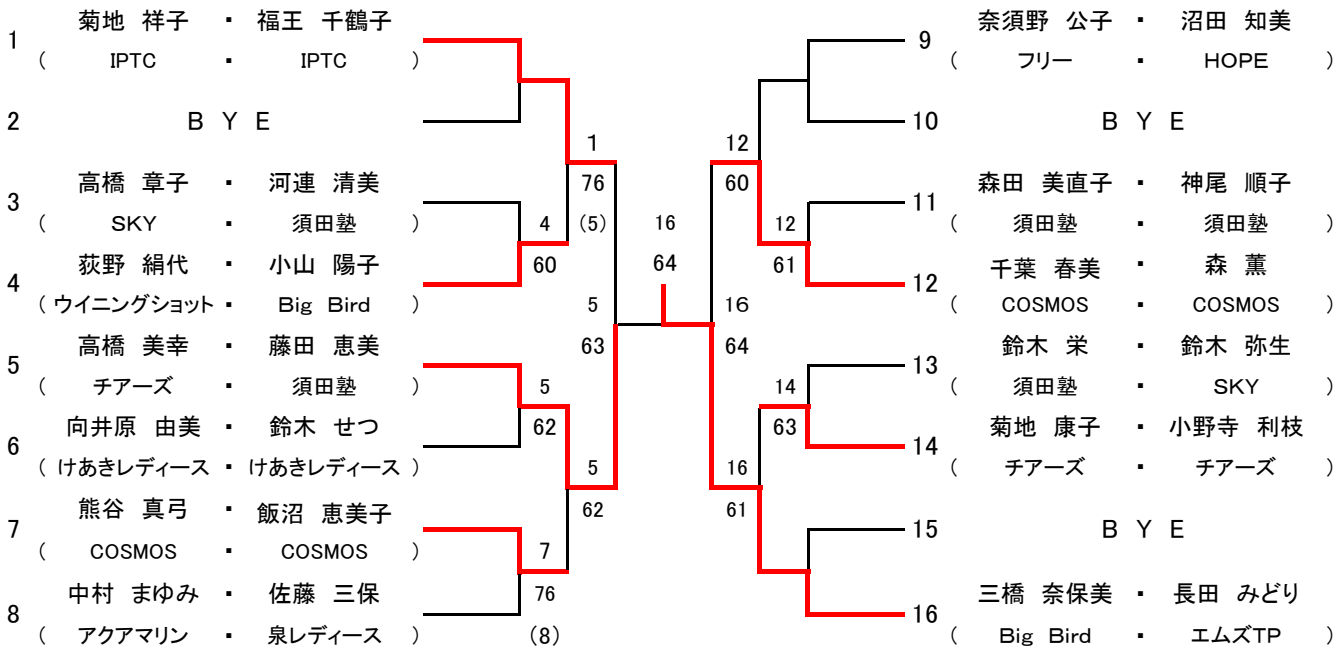 1 菊地 祥子 ・ 福王 千鶴子
( IPTC ・ IPTC )
2 B Y E
3 高橋 章子 ・ 河連 清美
( SKY ・ 須田塾 )
4 荻野 絹代 ・ 小山 陽子
( ウイニングショット ・ Big Bird )
5 高橋 美幸 ・ 藤田 恵美
( チアーズ ・ 須田塾 )
6 向井原 由美 ・ 鈴木 せつ
( けあきレディース ・ けあきレディース )
7 熊谷 真弓 ・ 飯沼 恵美子
( COSMOS ・ COSMOS )
8 中村 まゆみ ・ 佐藤 三保
( アクアマリン ・ 泉レディース )
4
60
5
62
7
76
(8)
1
76
(5)
5
62
5
63
16
64
16
64
12
60
16
61
12
61
14
63
9 奈須野 公子 ・ 沼田 知美
( フリー ・ HOPE )
10 B Y E
11 森田 美直子 ・ 神尾 順子
( 須田塾 ・ 須田塾 )
12 千葉 春美 ・ 森 薫
( COSMOS ・ COSMOS )
13 鈴木 栄 ・ 鈴木 弥生
( 須田塾 ・ SKY )
14 菊地 康子 ・ 小野寺 利枝
( チアーズ ・ チアーズ )
15 B Y E
16 三橋 奈保美 ・ 長田 みどり
( Big Bird ・ エムズTP )